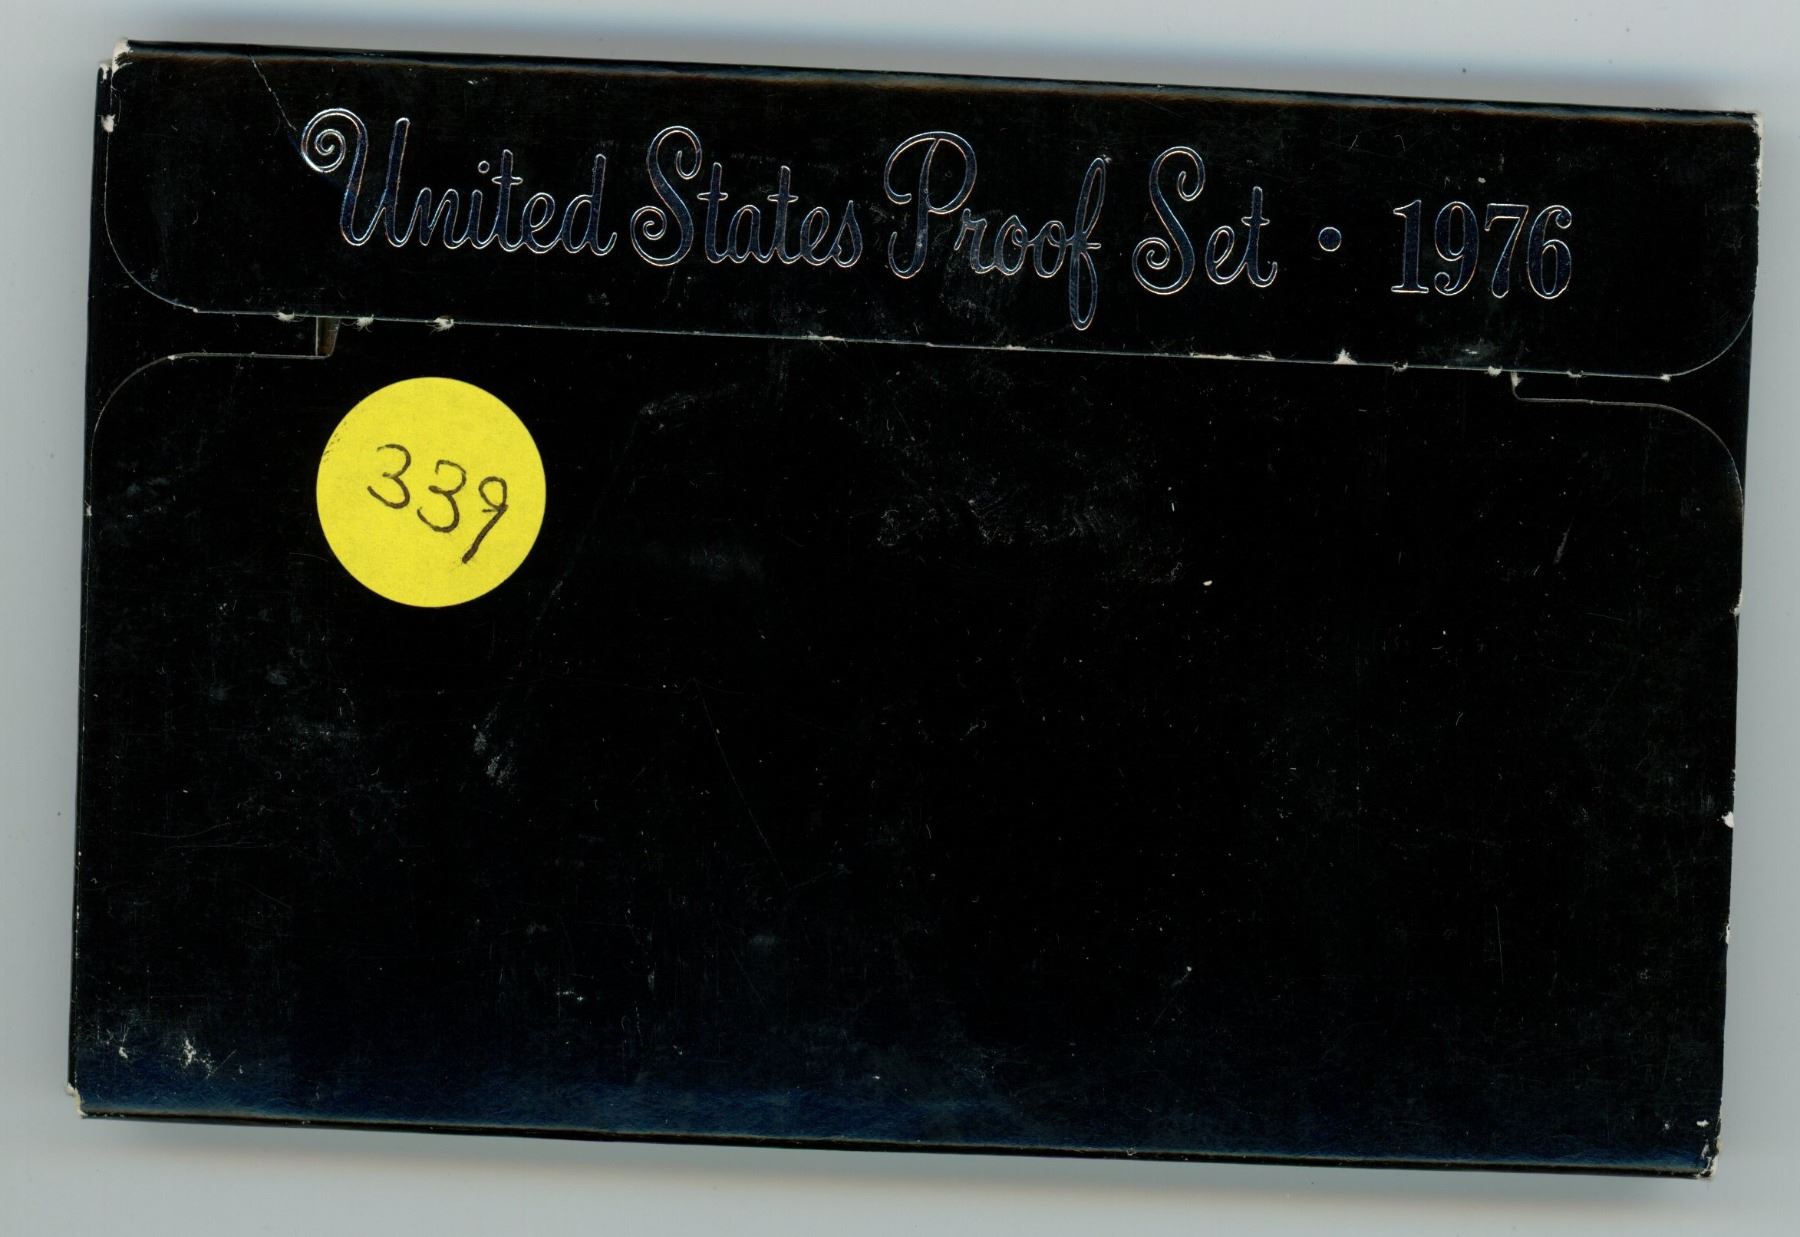 United States Proof Set • 1976
339